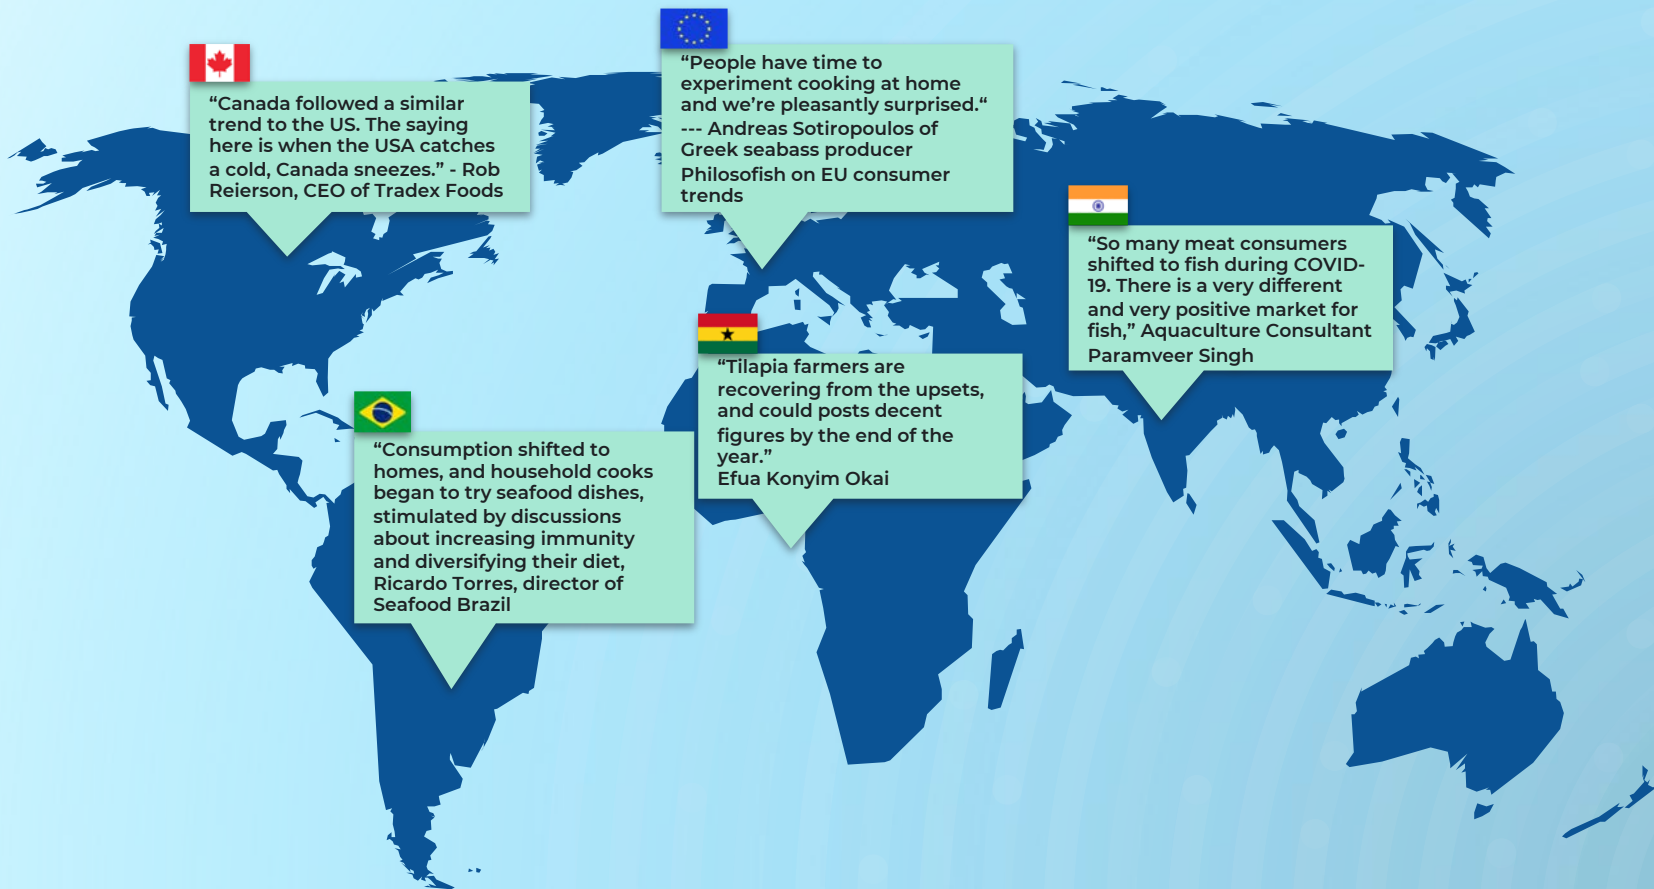 “Canada followed a similar
trend to the US. The saying
here is when the USA catches
a cold, Canada sneezes.” - Rob
Reierson, CEO of Tradex Foods
“People have time to
experiment cooking at home
and we’re pleasantly surprised.“
--- Andreas Sotiropoulos of
Greek seabass producer
Philosofish on EU consumer
trends
“So many meat consumers
shifted to fish during COVID-
19. There is a very different
and very positive market for
fish,” Aquaculture Consultant
Paramveer Singh
“Tilapia farmers are
recovering from the upsets,
and could posts decent
figures by the end of the
year.”
Efua Konyim Okai
“Consumption shifted to
homes, and household cooks
began to try seafood dishes,
stimulated by discussions
about increasing immunity
and diversifying their diet,
Ricardo Torres, director of
Seafood Brazil